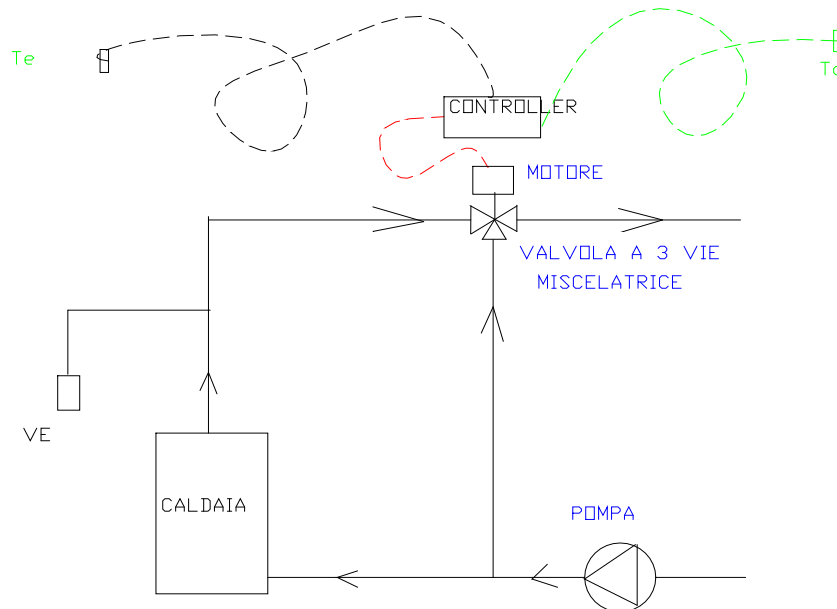 Te
CONTROLLER
MOTORE
VALVOLA A 3 VIE
MISCELATRICE
VE
CALDAIA
POMPA